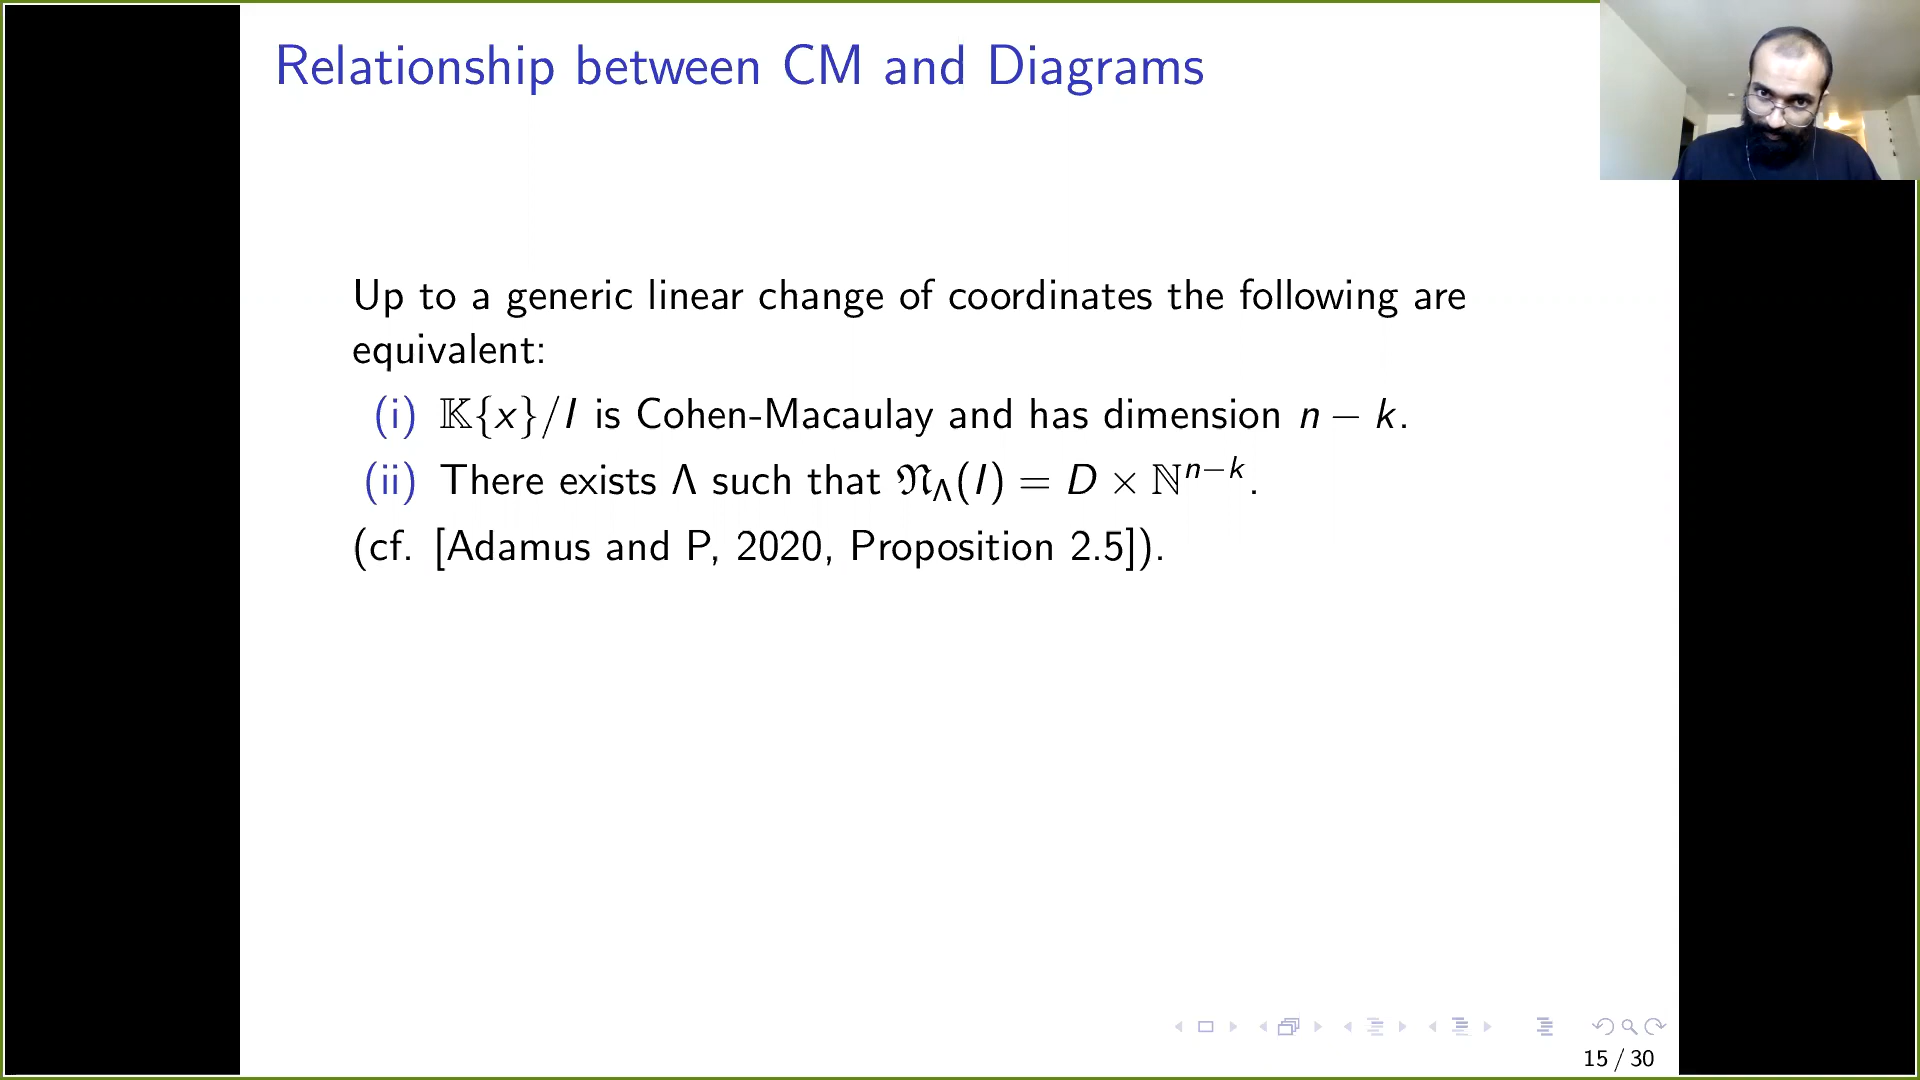 Relationship between CM and Diagrams
Up to a generic linear change of coordinates the following are
equivalent:
(i) 𝕂{x}/I is Cohen-Macaulay and has dimension n − k.
(ii) There exists Λ such that 𝔑_Λ(I) = D × ℕ^{n−k}.
(cf. [Adamus and P, 2020, Proposition 2.5]).
15 / 30